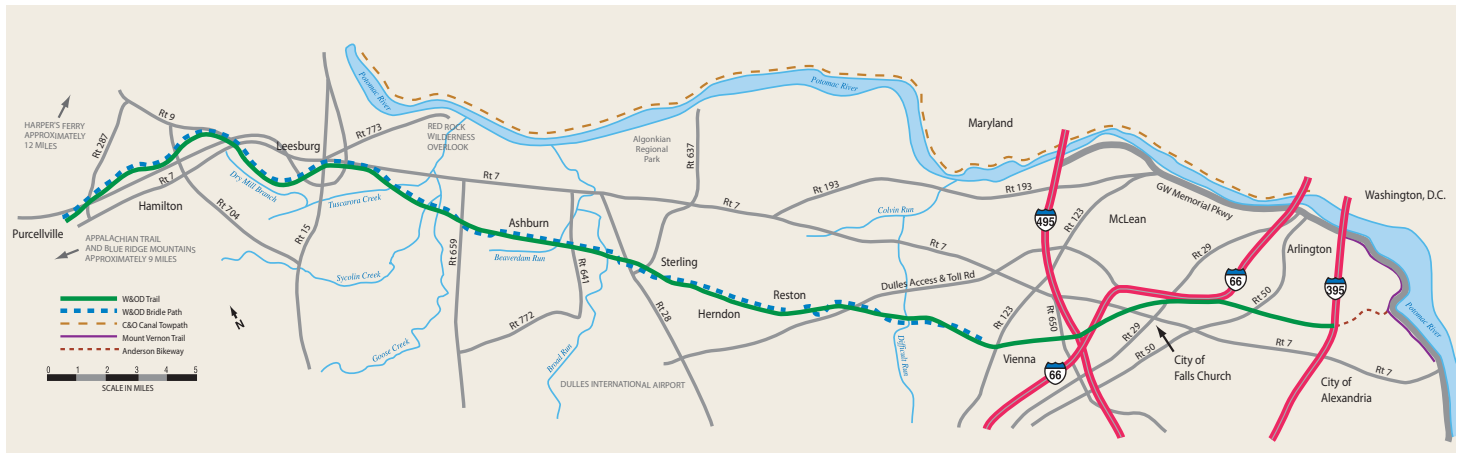 Potomac River
Potomac River
Maryland
HARPER'S FERRY
APPROXIMATELY
12 MILES
Rt 287
Rt 9
Leesburg
Rt 773
RED ROCK
WILDERNESS
OVERLOOK
Algonkian
Regional
Park
Rt 637
Rt 7
Rt 7
Dry Mill Branch
Tuscarora Creek
Rt 7
Rt 193
Rt 193
495
Rt 123
McLean
GW Memorial Pkwy
Washington, D.C.
Hamilton
Rt 704
Purcellville
Rt 15
Ashburn
Colvin Run
Rt 7
Rt 29
Arlington
APPALACHIAN TRAIL
AND BLUE RIDGE MOUNTAINS
APPROXIMATELY 9 MILES
Rt 659
Beaverdam Run
Rt 641
Sterling
Sycolin Creek
Dulles Access & Toll Rd
66
395
Rt 50
W&OD Trail
W&OD Bridle Path
C&O Canal Towpath
Mount Vernon Trail
Anderson Bikeway
N
Reston
Herndon
Rt 28
Rt 772
Rt 123
Rt 650
Potomac River
Goose Creek
Broad Run
Difficult Run
Rt 29
Rt 50
Rt 7
Vienna
City of
Falls Church
66
Rt 7
City of
Alexandria
0 1 2 3 4 5
SCALE IN MILES
DULLES INTERNATIONAL AIRPORT